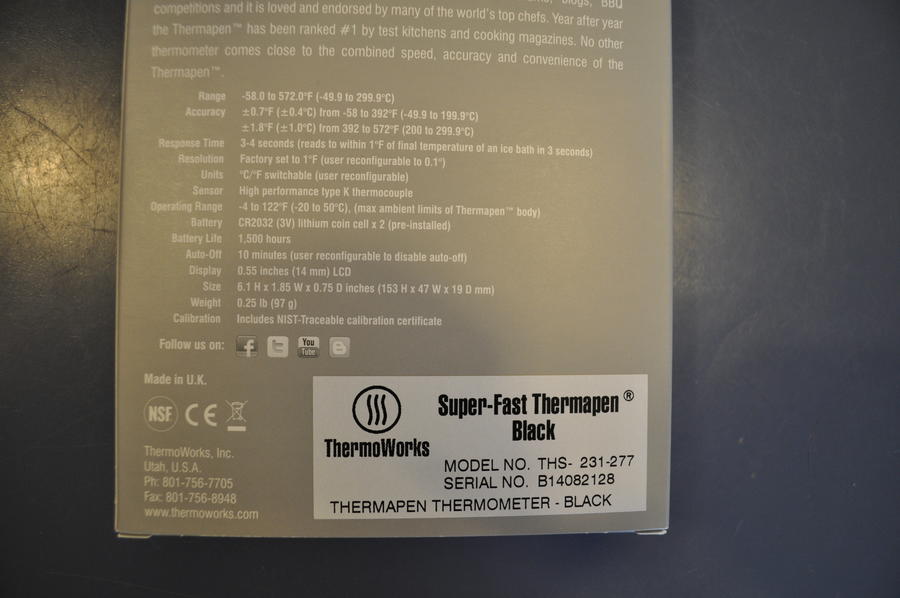 blogs, BBQ
competitions and it is loved and endorsed by many of the world's top chefs. Year after year
the Thermapen™ has been ranked #1 by test kitchens and cooking magazines. No other
thermometer comes close to the combined speed, accuracy and convenience of the
Thermapen™.
Range -58.0 to 572.0°F (-49.9 to 299.9°C)
Accuracy ±0.7°F (±0.4°C) from -58 to 392°F (-49.9 to 199.9°C)
±1.8°F (±1.0°C) from 392 to 572°F (200 to 299.9°C)
Response Time 3-4 seconds (reads to within 1°F of final temperature of an ice bath in 3 seconds)
Resolution Factory set to 1°F (user reconfigurable to 0.1°)
Units °C/°F switchable (user reconfigurable)
Sensor High performance type K thermocouple
Operating Range -4 to 122°F (-20 to 50°C), (max ambient limits of Thermapen™ body)
Battery CR2032 (3V) lithium coin cell x 2 (pre-installed)
Battery Life 1,500 hours
Auto-Off 10 minutes (user reconfigurable to disable auto-off)
Display 0.55 inches (14 mm) LCD
Size 6.1 H x 1.85 W x 0.75 D inches (153 H x 47 W x 19 D mm)
Weight 0.25 lb (97 g)
Calibration Includes NIST-Traceable calibration certificate
Follow us on: f t You Tube B
Made in U.K.
NSF CE
ThermoWorks, Inc.
Utah, U.S.A.
Ph: 801-756-7705
Fax: 801-756-8948
www.thermoworks.com
ThermoWorks
Super-Fast Thermapen®
Black
MODEL NO. THS- 231-277
SERIAL NO. B14082128
THERMAPEN THERMOMETER - BLACK